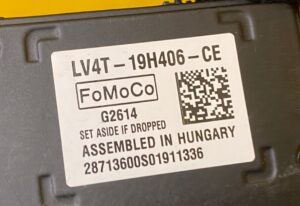 LV4T-19H406-CE
FoMoCo
G2614
SET ASIDE IF DROPPED
ASSEMBLED IN HUNGARY
28713600S01911336